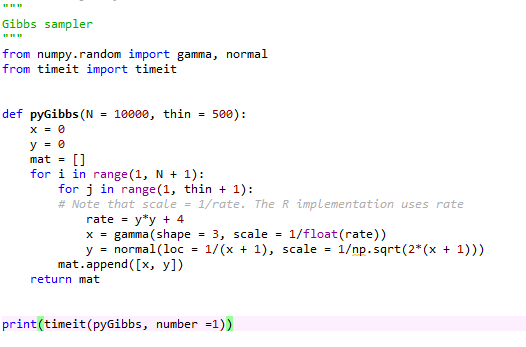 """
Gibbs sampler
"""
from numpy.random import gamma, normal
from timeit import timeit
def pyGibbs(N = 10000, thin = 500):
    x = 0
    y = 0
    mat = []
    for i in range(1, N + 1):
        for j in range(1, thin + 1):
        # Note that scale = 1/rate. The R implementation uses rate
            rate = y*y + 4
            x = gamma(shape = 3, scale = 1/float(rate))
            y = normal(loc = 1/(x + 1), scale = 1/np.sqrt(2*(x + 1)))
        mat.append([x, y])
    return mat
print(timeit(pyGibbs, number =1))